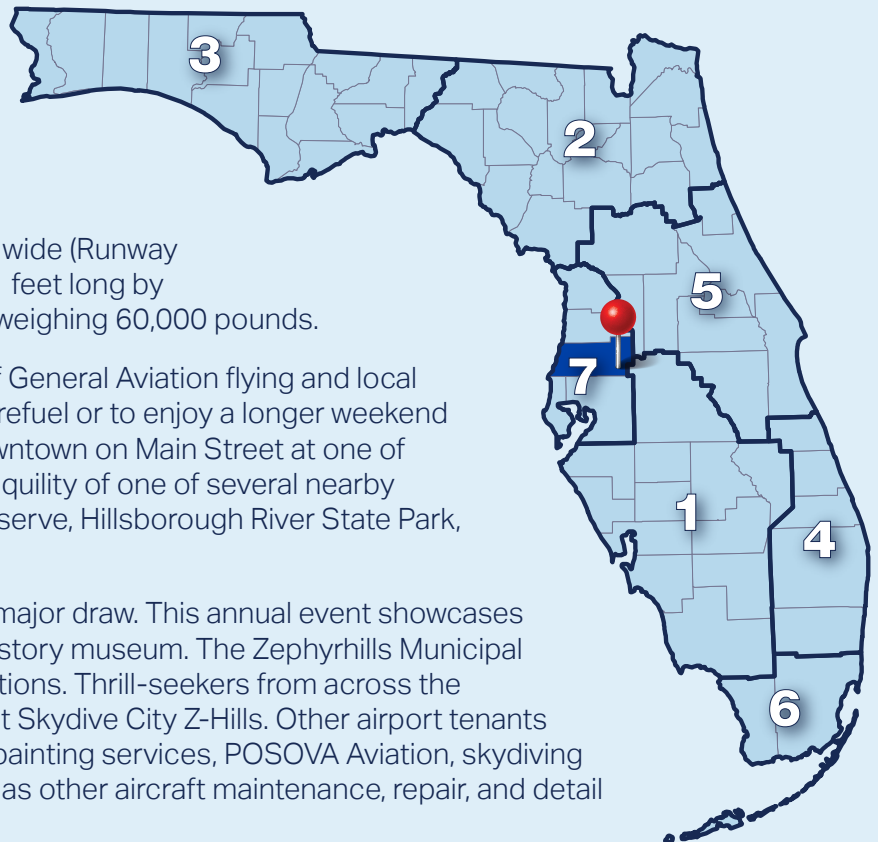 3
2
wide (Runway
feet long by
5
weighing 60,000 pounds.
General Aviation flying and local
7
refuel or to enjoy a longer weekend
wntown on Main Street at one of
quility of one of several nearby
serve, Hillsborough River State Park,
1
4
major draw. This annual event showcases
story museum. The Zephyrhills Municipal
tions. Thrill-seekers from across the
t Skydive City Z-Hills. Other airport tenants
6
painting services, POSOVA Aviation, skydiving
as other aircraft maintenance, repair, and detail